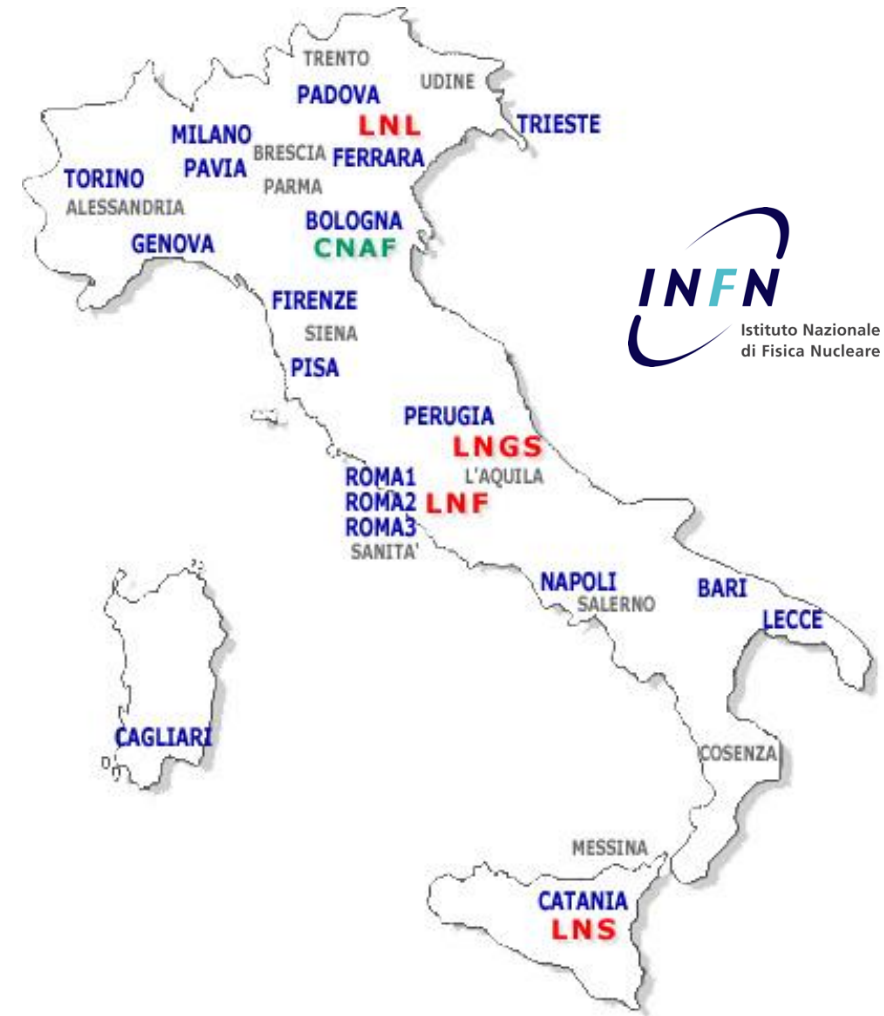 TRENTO
UDINE
PADOVA
LNL
TRIESTE
MILANO
BRESCIA
FERRARA
PAVIA
TORINO
PARMA
ALESSANDRIA
BOLOGNA
CNAF
GENOVA
INFN
Istituto Nazionale
di Fisica Nucleare
FIRENZE
SIENA
PISA
PERUGIA
LNGS
L'AQUILA
ROMA1
ROMA2
LNF
ROMA3
SANITA'
NAPOLI
SALERNO
BARI
LECCE
CAGLIARI
COSENZA
MESSINA
CATANIA
LNS